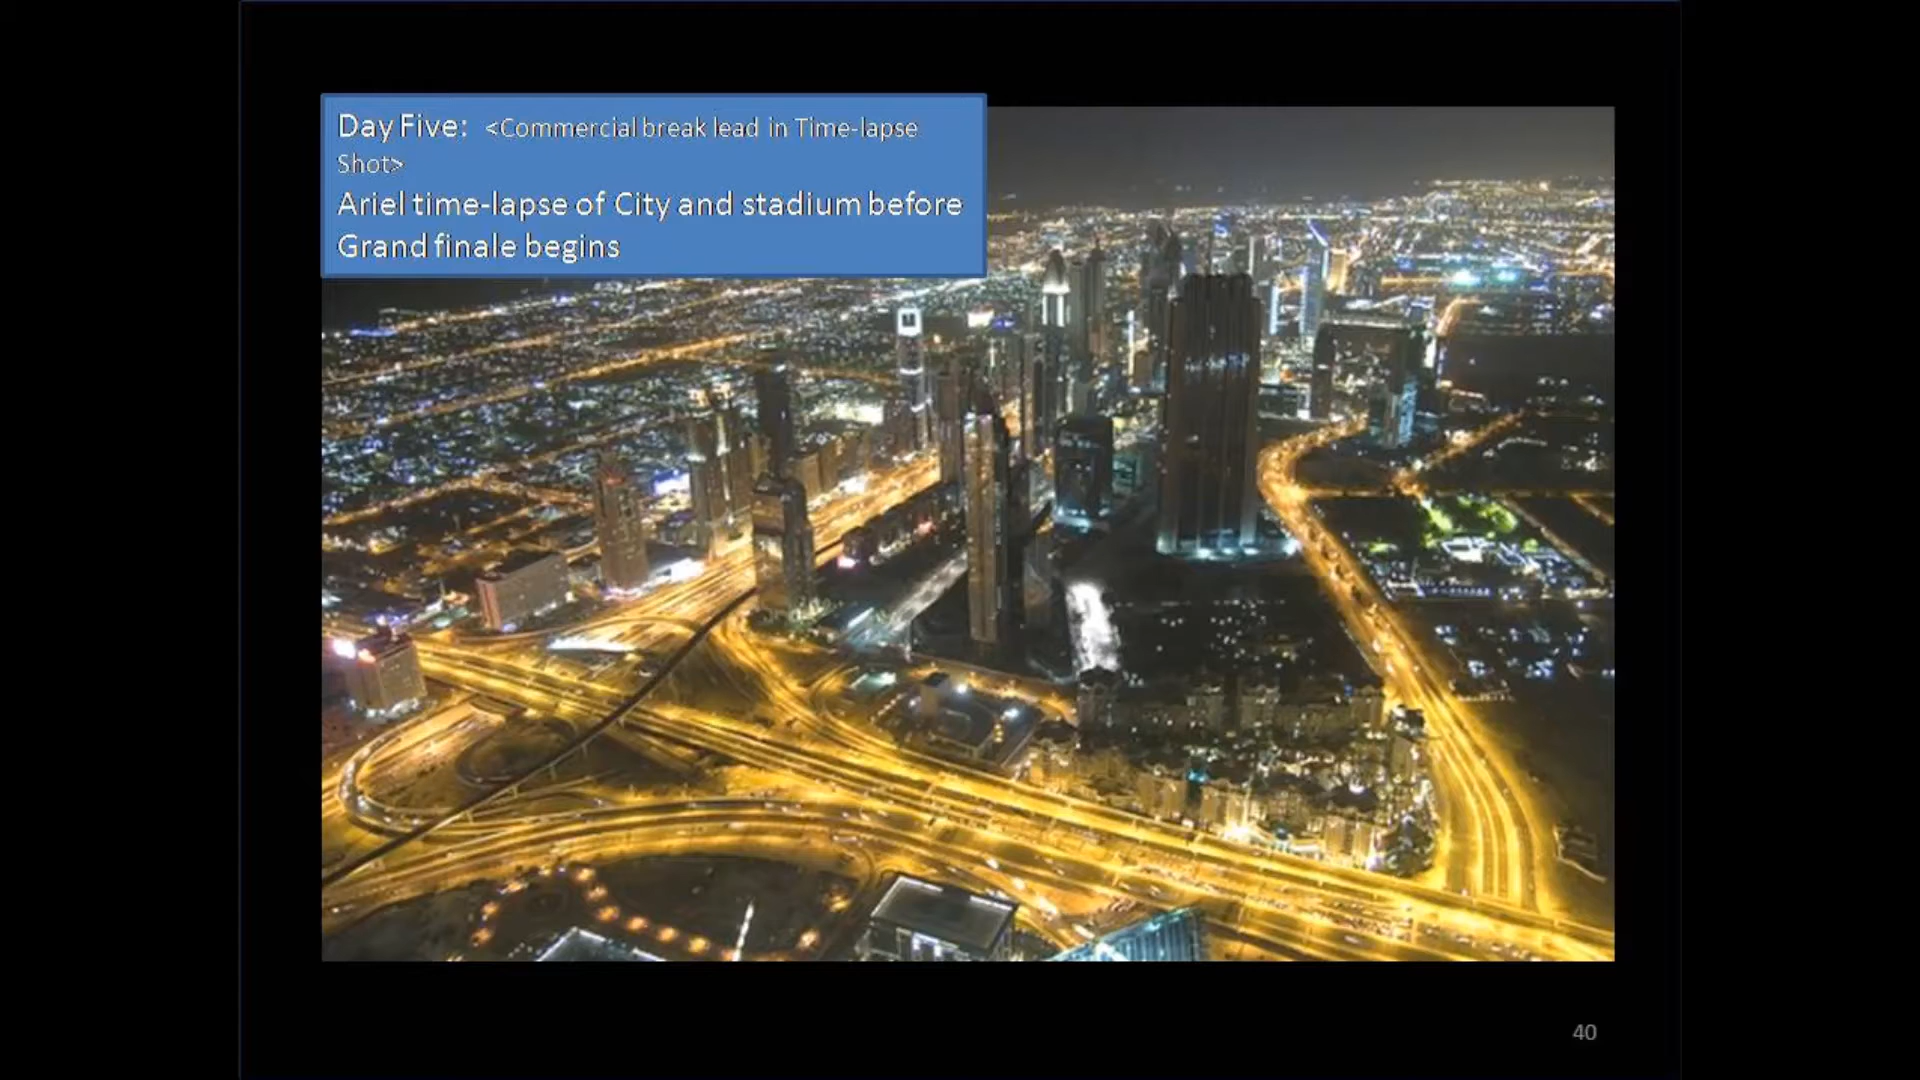 Day Five: <Commercial break lead in Time-lapse
Shot>
Ariel time-lapse of City and stadium before
Grand finale begins
40